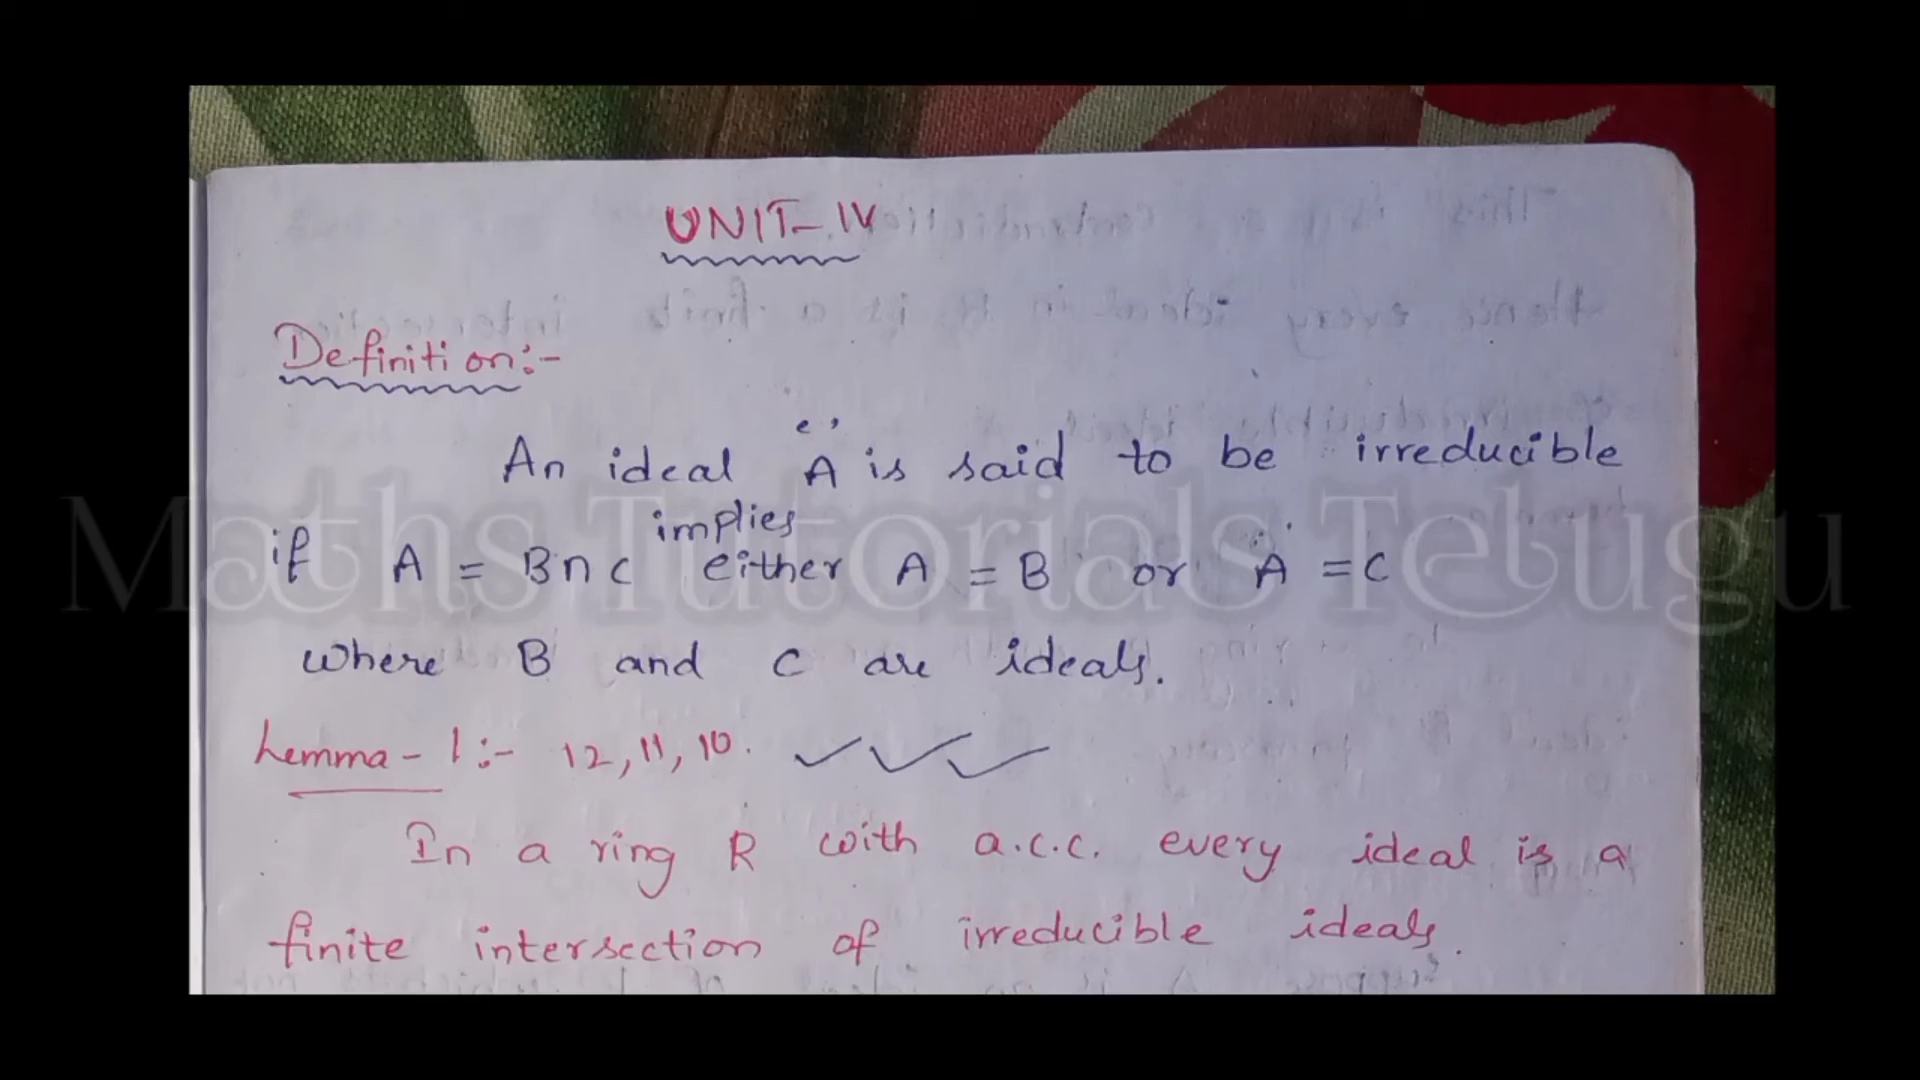 UNIT-IV
Definition:-
An ideal 'A' is said to be irreducible
if A = B∩C implies either A = B or A = C
where B and C are ideals.
Lemma-1:- 12, 11, 10.
In a ring R with a.c.c. every ideal is a
finite intersection of irreducible ideals.
Maths Tutorials Telugu